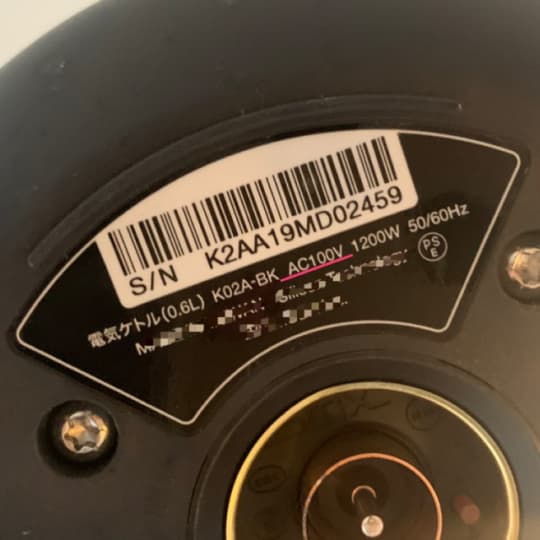 S/N K2AA19MD02459
電気ケトル(0.6L) K02A-BK AC100V 1200W 50/60Hz
PS
E